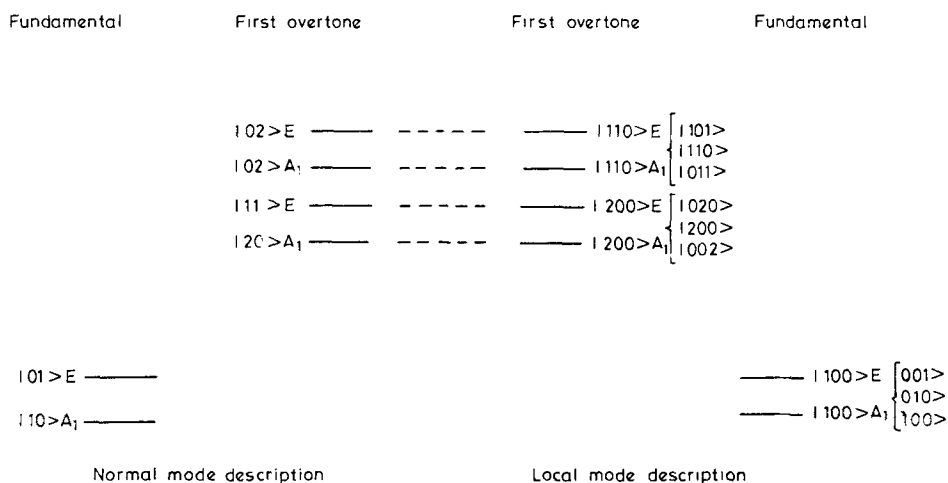 Fundamental First overtone First overtone Fundamental
|02>E |110>E |101>
|110>
|02>A₁ |110>A₁ |011>
|11>E |200>E |020>
|200>
|20>A₁ |200>A₁ |002>
|01>E |100>E 001>
010>
|10>A₁ |100>A₁ 100>
Normal mode description Local mode description